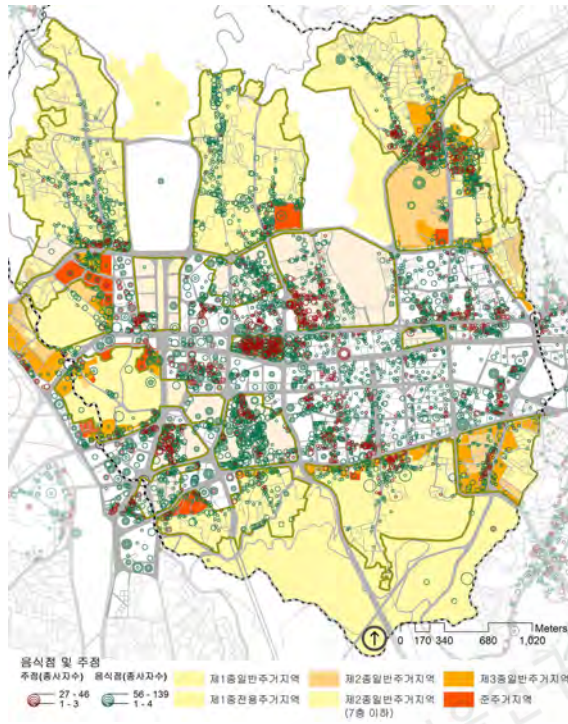 Meters
0 170 340 680 1,020
음식점 및 주점
주점(종사자수) 음식점(종사자수)
27 - 46 56 - 139
1 - 3 1 - 4
제1종일반주거지역 제2종일반주거지역 제3종일반주거지역
제1종전용주거지역 제2종일반주거지역 준주거지역
(7층 이하)